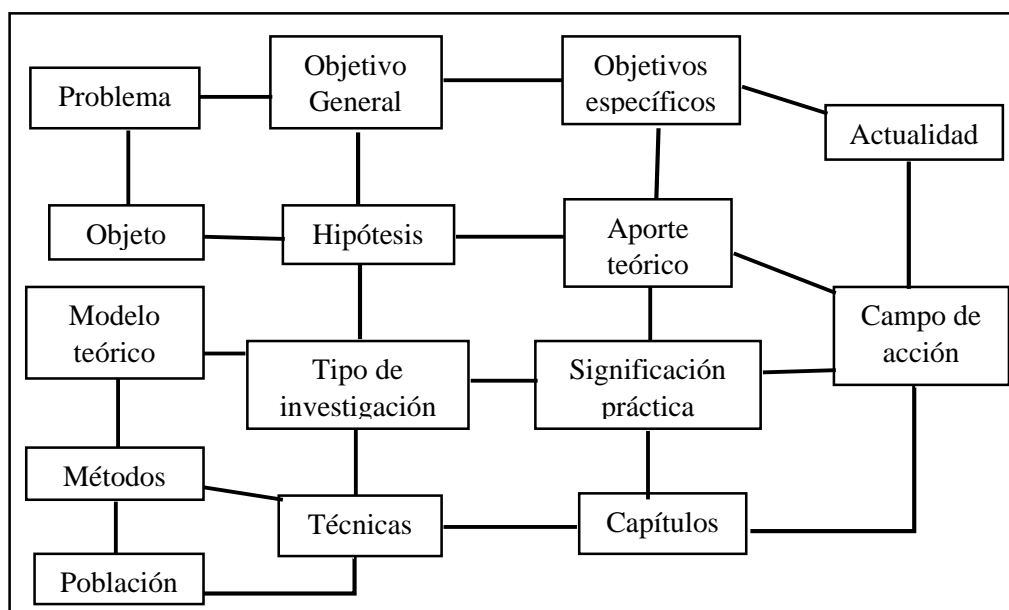 Problema
Objetivo
General
Objetivos
específicos
Actualidad
Objeto
Hipótesis
Aporte
teórico
Modelo
teórico
Tipo de
investigación
Significación
práctica
Campo de
acción
Métodos
Técnicas
Capítulos
Población